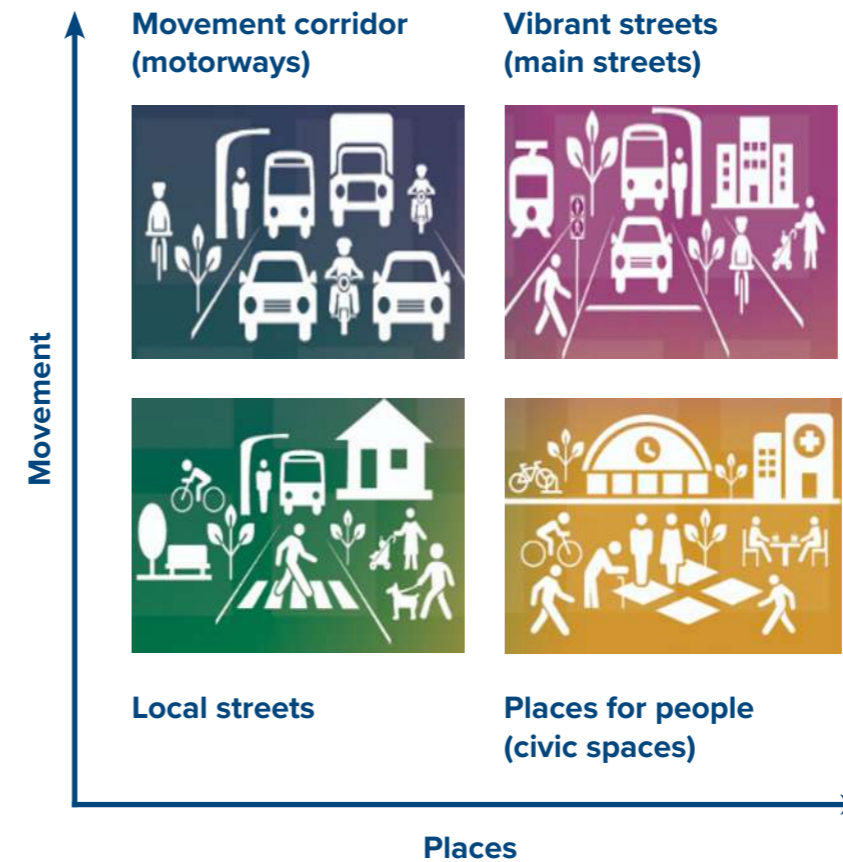 Movement corridor
(motorways)
Vibrant streets
(main streets)
Movement
Local streets
Places for people
(civic spaces)
Places